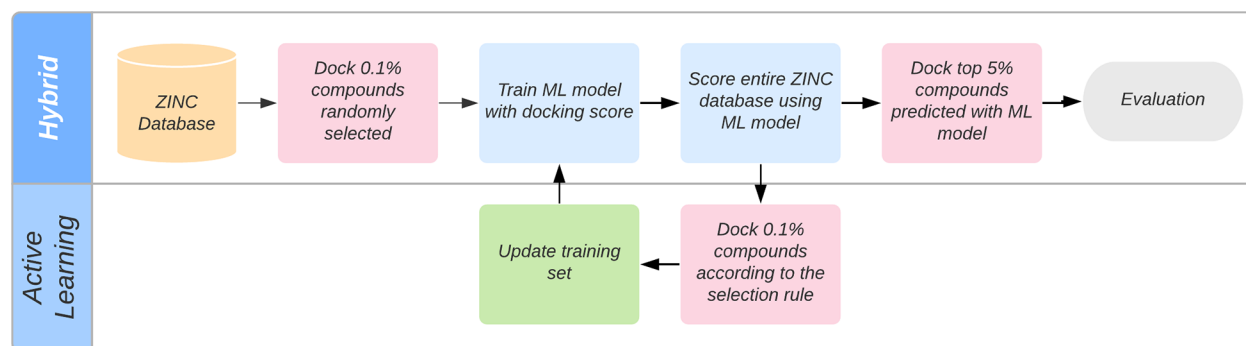 Hybrid
ZINC
Database
Dock 0.1%
compounds
randomly
selected
Train ML model
with docking score
Score entire ZINC
database using
ML model
Dock top 5%
compounds
predicted with ML
model
Evaluation
Active
Learning
Update training
set
Dock 0.1%
compounds
according to the
selection rule